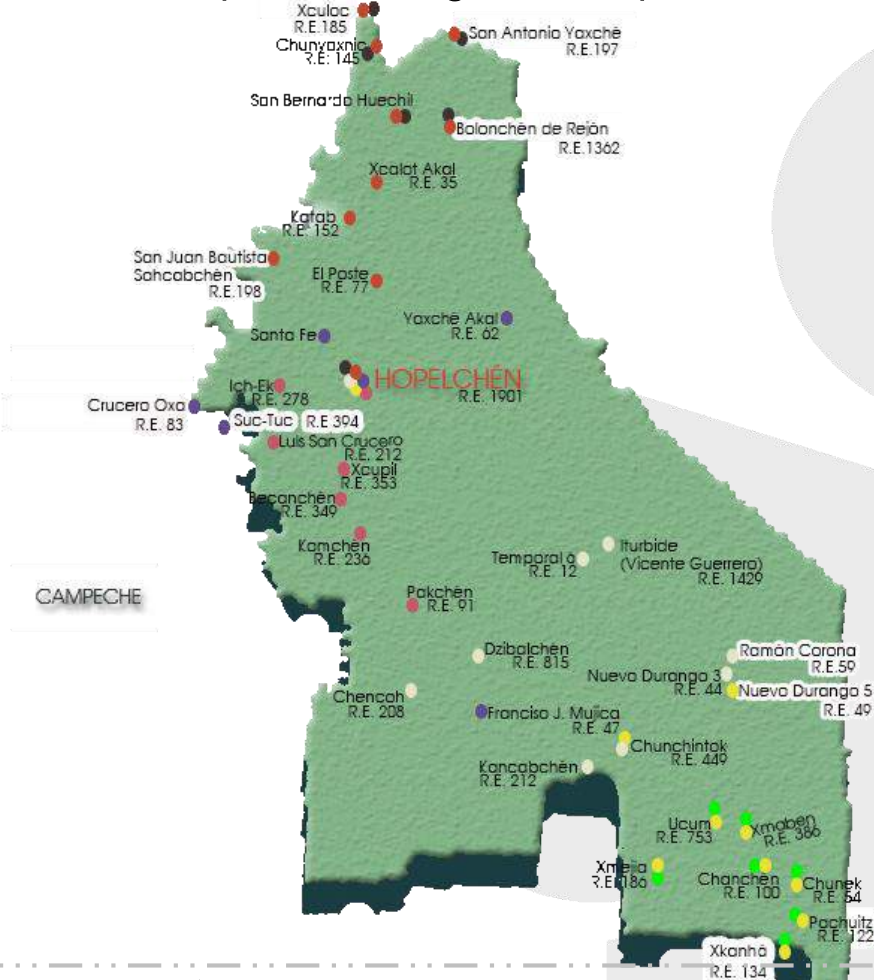 Xculoc
R.E.185
Chunyaxnic
R.E: 145
San Antonio Yaxché
R.E.197
San Bernardo Huechil
Bolonchén de Rejón
R.E.1362
Xcalot Akal
R.E. 35
Katab
R.E. 152
San Juan Bautista
Sahcabchén
R.E.198
El Poste
R.E. 77
Yaxché Akal
R.E. 62
Santa Fe
HOPELCHÉN
R.E. 1901
Ich-Ek
R.E. 278
Crucero Oxa
R.E. 83
Suc-Tuc R.E 394
Luis San Crucero
R.E. 212
Xcupil
R.E. 353
Beconchén
R.E. 349
Komchén
R.E. 236
Iturbide
(Vicente Guerrero)
R.E. 1429
Temporal 6
R.E. 12
CAMPECHE
Pakchén
R.E. 91
Dzibalchén
R.E. 815
Ramón Corona
R.E.59
Nuevo Durango 3
R.E. 44
Nuevo Durango 5
R.E. 49
Chencoh
R.E. 208
Franciso J. Mujica
R.E. 47
Chunchintok
R.E. 449
Kancabchén
R.E. 212
Ucum
R.E. 753
Xmaben
R.E. 386
Xmejia
R.E. 186
Chanchen
R.E. 100
Chunek
R.E. 54
Pachuitz
R.E. 122
Xkanhá
R.E. 134